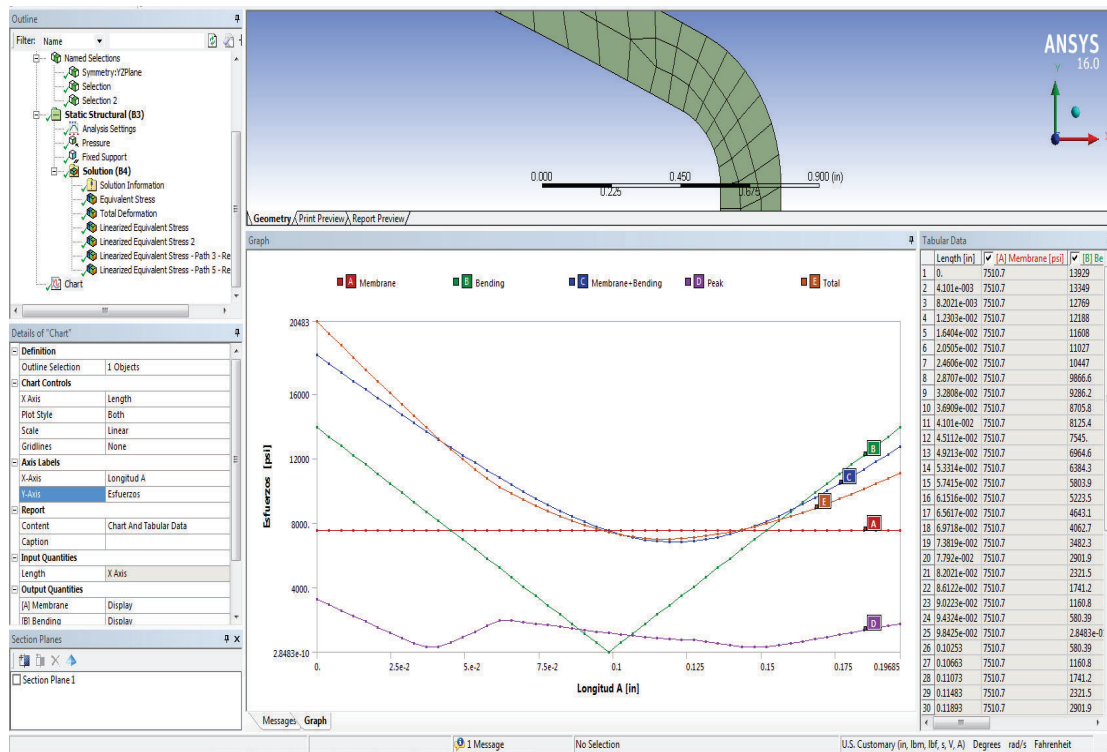 Outline
Filter: Name
Named Selections
Symmetry:YZPlane
Selection
Selection 2
Static Structural (B3)
Analysis Settings
Pressure
Fixed Support
Solution (B4)
Solution Information
Equivalent Stress
Total Deformation
Linearized Equivalent Stress
Linearized Equivalent Stress 2
Linearized Equivalent Stress - Path 3 - Re
Linearized Equivalent Stress - Path 5 - Re
Chart
Details of "Chart"
Definition
Outline Selection 1 Objects
Chart Controls
X Axis Length
Plot Style Both
Scale Linear
Gridlines None
Axis Labels
X-Axis Longitud A
Y-Axis Esfuerzos
Report
Content Chart And Tabular Data
Caption
Input Quantities
Length X Axis
Output Quantities
[A] Membrane Display
[B] Bending Display
Section Planes
Section Plane 1
ANSYS
16.0
Y
0.000 0.450 0.900 (in)
0.225 0.675
Geometry Print Preview Report Preview
Graph
A Membrane B Bending C Membrane+Bending D Peak E Total
20483
16000
12000
8000.
4000.
2.8483e-10
Esfuerzos [psi]
B
C
E
A
D
0. 2.5e-2 5.e-2 7.5e-2 0.1 0.125 0.15 0.175 0.19685
Longitud A [in]
Messages Graph
Tabular Data
Length [in] [A] Membrane [psi] [B] Be
1 0. 7510.7 13929
2 4.101e-003 7510.7 13349
3 8.2021e-003 7510.7 12769
4 1.2303e-002 7510.7 12188
5 1.6404e-002 7510.7 11608
6 2.0505e-002 7510.7 11027
7 2.4606e-002 7510.7 10447
8 2.8707e-002 7510.7 9866.6
9 3.2808e-002 7510.7 9286.2
10 3.6909e-002 7510.7 8705.8
11 4.101e-002 7510.7 8125.4
12 4.5112e-002 7510.7 7545.
13 4.9213e-002 7510.7 6964.6
14 5.3314e-002 7510.7 6384.3
15 5.7415e-002 7510.7 5803.9
16 6.1516e-002 7510.7 5223.5
17 6.5617e-002 7510.7 4643.1
18 6.9718e-002 7510.7 4062.7
19 7.3819e-002 7510.7 3482.3
20 7.792e-002 7510.7 2901.9
21 8.2021e-002 7510.7 2321.5
22 8.6122e-002 7510.7 1741.2
23 9.0223e-002 7510.7 1160.8
24 9.4324e-002 7510.7 580.39
25 9.8425e-002 7510.7 2.8483e-0
26 0.10253 7510.7 580.39
27 0.10663 7510.7 1160.8
28 0.11073 7510.7 1741.2
29 0.11483 7510.7 2321.5
30 0.11893 7510.7 2901.9
1 Message No Selection U.S. Customary (in, lbm, lbf, s, V, A) Degrees rad/s Fahrenheit